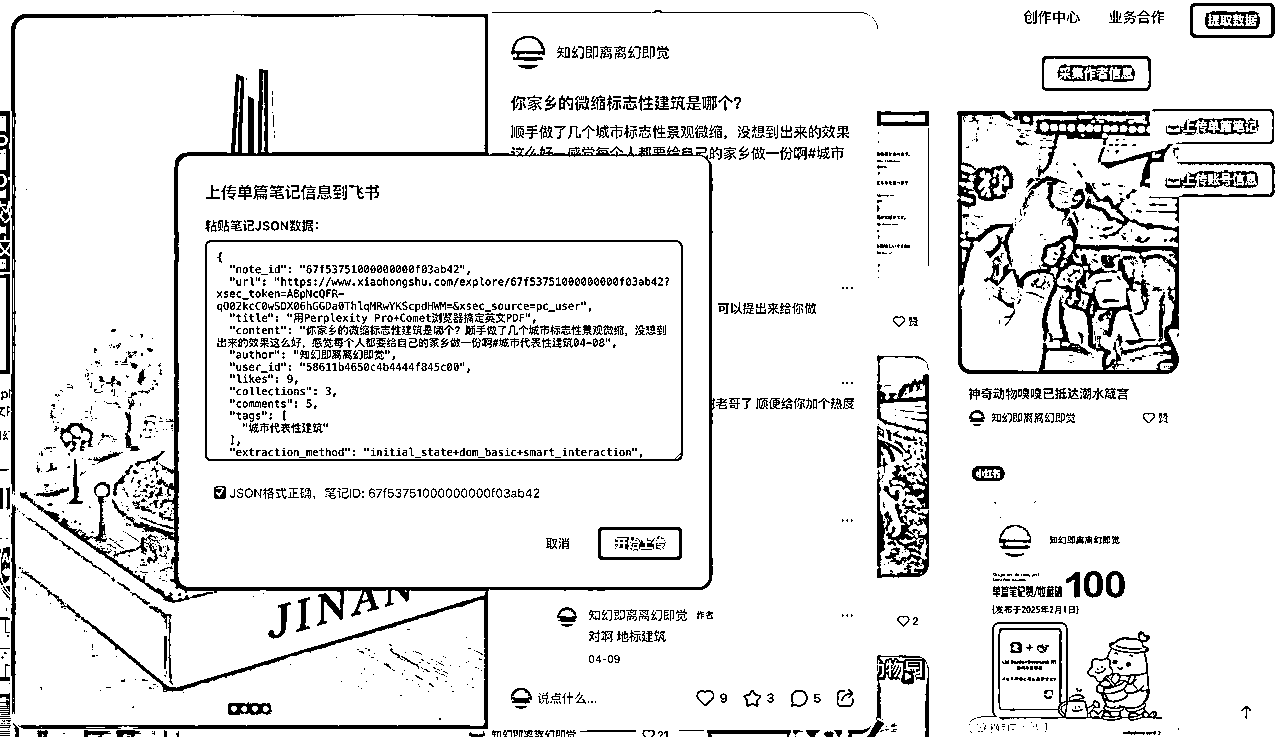 创作中心
业务合作
提取数据
采集作者信息
上传单篇笔记
上传账号信息
知幻即离离幻即觉
你家乡的微缩标志性建筑是哪个？
顺手做了几个城市标志性景观微缩，没想到出来的效果
这么好，感觉每个人都要给自己的家乡做一份啊#城市
上传单篇笔记信息到飞书
粘贴笔记JSON数据：
{
"note_id": "67f53751000000000f03ab42",
"url": "https://www.xiaohongshu.com/explore/67f53751000000000f03ab42?
xsec_token=ABpNcQFR-
qO02kcC0wSDX06hGGDa0ThlqMRwYKScpdHWM=&xsec_source=pc_user",
"title": "用Perplexity Pro+Comet浏览器搞定英文PDF",
"content": "你家乡的微缩标志性建筑是哪个? 顺手做了几个城市标志性景观微缩，没想到
出来的效果这么好，感觉每个人都要给自己的家乡做一份啊#城市代表性建筑04-08",
"author": "知幻即离离幻即觉",
"user_id": "58611b4650c4b4444f845c00",
"likes": 9,
"collections": 3,
"comments": 5,
"tags": [
"城市代表性建筑"
],
"extraction_method": "initial_state+dom_basic+smart_interaction",
JSON格式正确，笔记ID: 67f53751000000000f03ab42
取消
开始上传
可以提出来给你做
老哥了 顺便给你加个热度
知幻即离离幻即觉 作者
对啊 地标建筑
04-09
说点什么...
9
3
5
JINAN
赞
2
动物园
知幻即离离幻即觉
21
神奇动物嗅嗅已抵达潮水箴言
知幻即离离幻即觉
赞
小红书
知幻即离离幻即觉
单篇笔记赞/收藏破100
(发布于2025年2月1日)